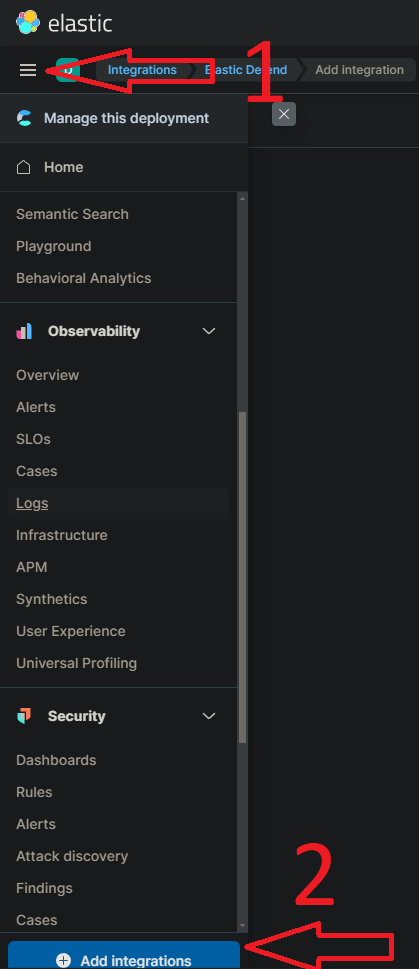 elastic
1
D
Integrations
Elastic Defend
Add integration
Manage this deployment
Home
Semantic Search
Playground
Behavioral Analytics
Observability
Overview
Alerts
SLOs
Cases
Logs
Infrastructure
APM
Synthetics
User Experience
Universal Profiling
Security
Dashboards
Rules
Alerts
Attack discovery
Findings
Cases
2
Add integrations